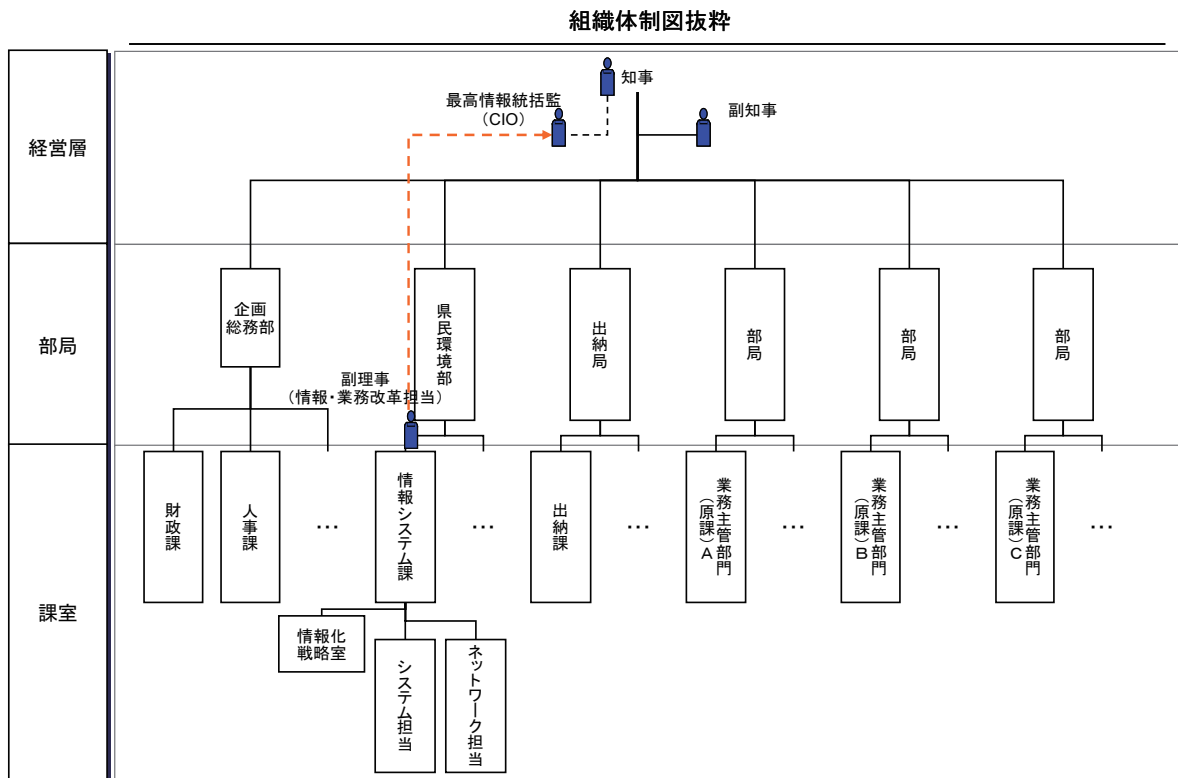 組織体制図抜粋
経営層
知事
最高情報統括監
（CIO）
副知事
部局
企画
総務部
県民環境部
出納局
部局
部局
部局
副理事
（情報・業務改革担当）
課室
財政課
人事課
…
情報システム課
…
出納課
…
業務主管部門
（原課）A
…
業務主管部門
（原課）B
…
業務主管部門
（原課）C
…
情報化
戦略室
システム担当
ネットワーク担当